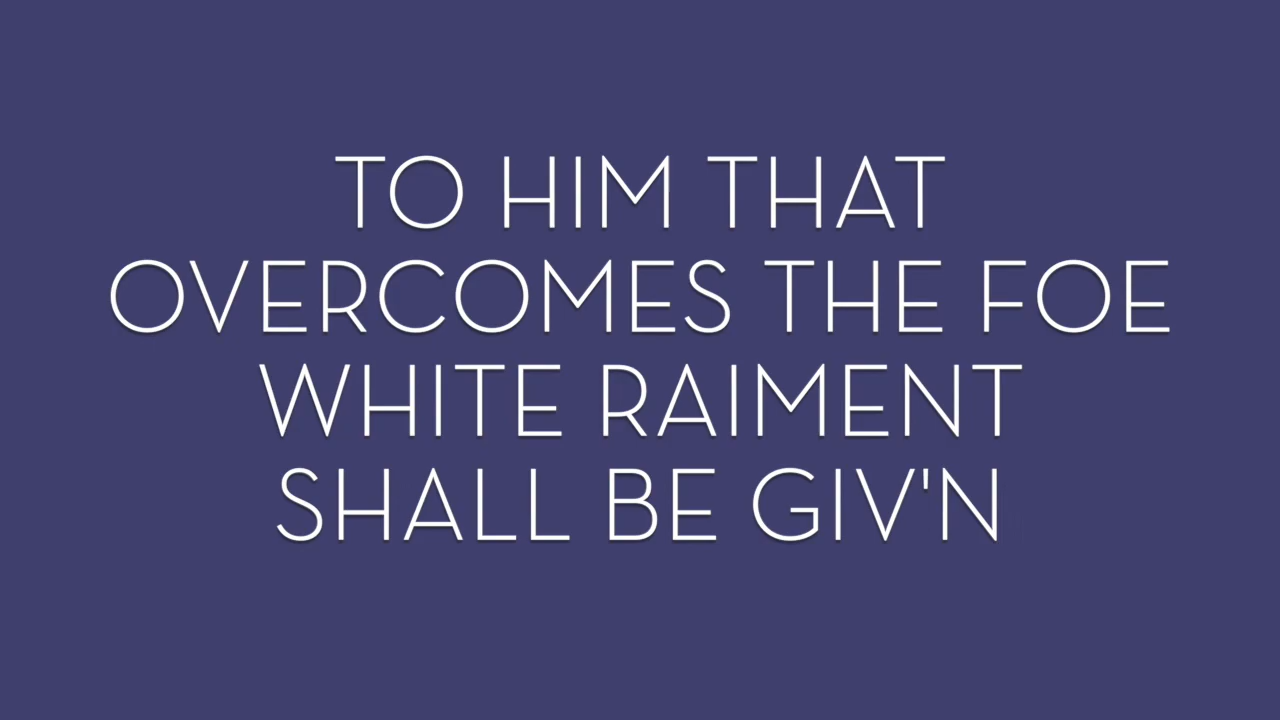 TO HIM THAT
OVERCOMES THE FOE
WHITE RAIMENT
SHALL BE GIV'N